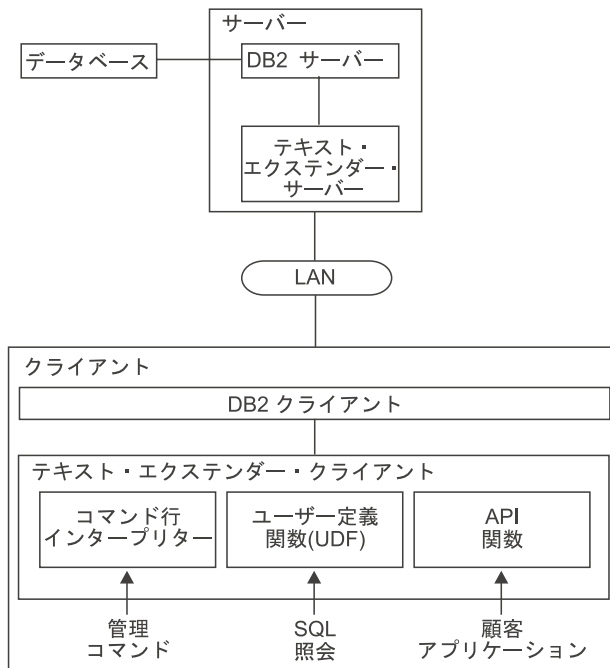 サーバー
データベース
DB2 サーバー
テキスト・
エクステンダー・
サーバー
LAN
クライアント
DB2 クライアント
テキスト・エクステンダー・クライアント
コマンド行
インタープリター
ユーザー定義
関数(UDF)
API
関数
管理
コマンド
SQL
照会
顧客
アプリケーション